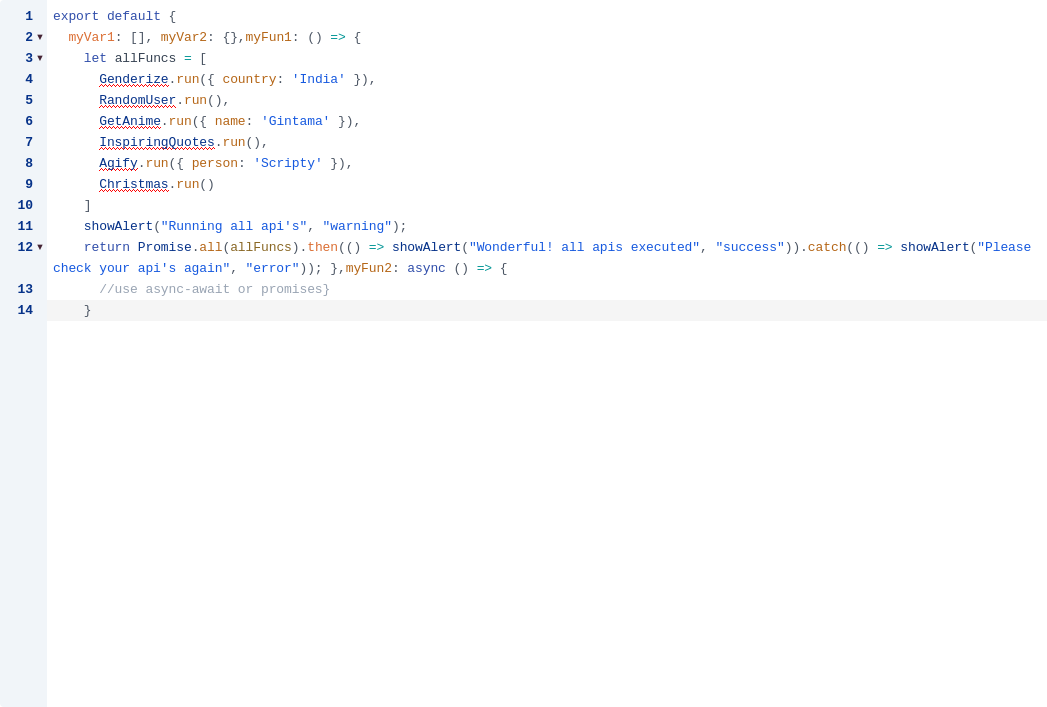 1 export default {
2 ▼ myVar1: [], myVar2: {},myFun1: () => {
3 ▼ let allFuncs = [
4 Genderize.run({ country: 'India' }),
5 RandomUser.run(),
6 GetAnime.run({ name: 'Gintama' }),
7 InspiringQuotes.run(),
8 Agify.run({ person: 'Scripty' }),
9 Christmas.run()
10 ]
11 showAlert("Running all api's", "warning");
12 ▼ return Promise.all(allFuncs).then(() => showAlert("Wonderful! all apis executed", "success")).catch(() => showAlert("Please
check your api's again", "error")); },myFun2: async () => {
13 //use async-await or promises}
14 }